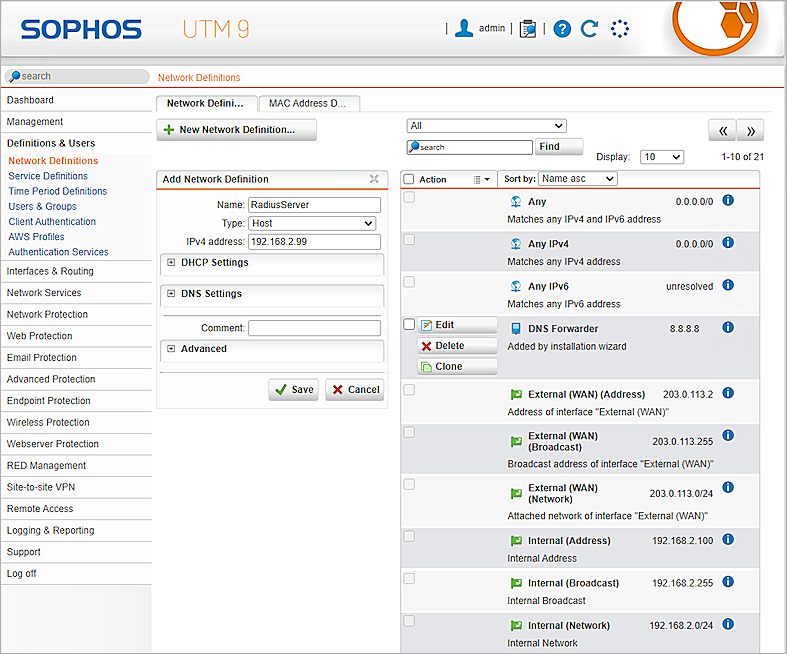 SOPHOS UTM 9
| admin | | ?
search
Network Definitions
Dashboard
Management
Definitions & Users
Network Definitions
Service Definitions
Time Period Definitions
Users & Groups
Client Authentication
AWS Profiles
Authentication Services
Interfaces & Routing
Network Services
Network Protection
Web Protection
Email Protection
Advanced Protection
Endpoint Protection
Wireless Protection
Webserver Protection
RED Management
Site-to-site VPN
Remote Access
Logging & Reporting
Support
Log off
Network Defini...
MAC Address D...
New Network Definition...
Add Network Definition
Name: RadiusServer
Type: Host
IPv4 address: 192.168.2.99
DHCP Settings
DNS Settings
Comment:
Advanced
Save Cancel
All
search Find
« »
Display: 10 1-10 of 21
Action Sort by: Name asc
Any 0.0.0.0/0
Matches any IPv4 and IPv6 address
Any IPv4 0.0.0.0/0
Matches any IPv4 address
Any IPv6 unresolved
Matches any IPv6 address
Edit
Delete
Clone
DNS Forwarder 8.8.8.8
Added by installation wizard
External (WAN) (Address) 203.0.113.2
Address of interface "External (WAN)"
External (WAN)
(Broadcast) 203.0.113.255
Broadcast address of interface "External (WAN)"
External (WAN)
(Network) 203.0.113.0/24
Attached network of interface "External (WAN)"
Internal (Address) 192.168.2.100
Internal Address
Internal (Broadcast) 192.168.2.255
Internal Broadcast
Internal (Network) 192.168.2.0/24
Internal Network